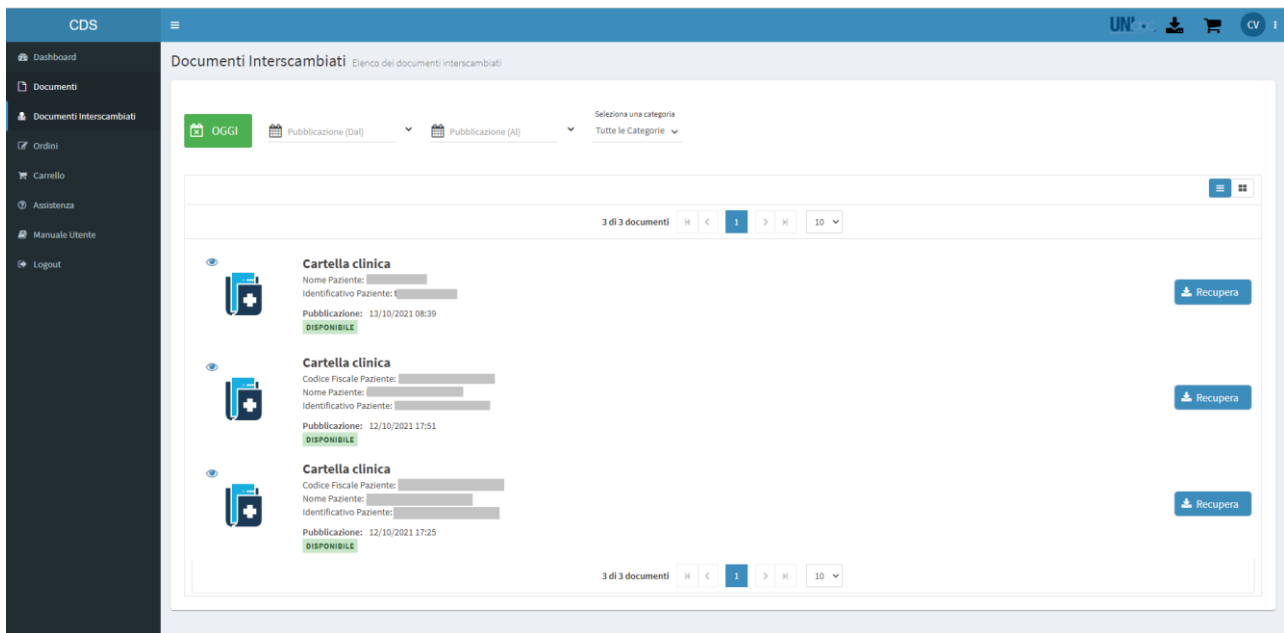 CDS
UN!doc
CV
Dashboard
Documenti
Documenti Interscambiati
Ordini
Carrello
Assistenza
Manuale Utente
Logout
Documenti Interscambiati Elenco dei documenti interscambiati
OGGI
Pubblicazione (Dal)
Pubblicazione (Al)
Seleziona una categoria
Tutte le Categorie
3 di 3 documenti 1 10
Cartella clinica
Nome Paziente:
Identificativo Paziente: t
Pubblicazione: 13/10/2021 08:39
DISPONIBILE
Recupera
Cartella clinica
Codice Fiscale Paziente:
Nome Paziente:
Identificativo Paziente:
Pubblicazione: 12/10/2021 17:51
DISPONIBILE
Recupera
Cartella clinica
Codice Fiscale Paziente:
Nome Paziente:
Identificativo Paziente:
Pubblicazione: 12/10/2021 17:25
DISPONIBILE
Recupera
3 di 3 documenti 1 10